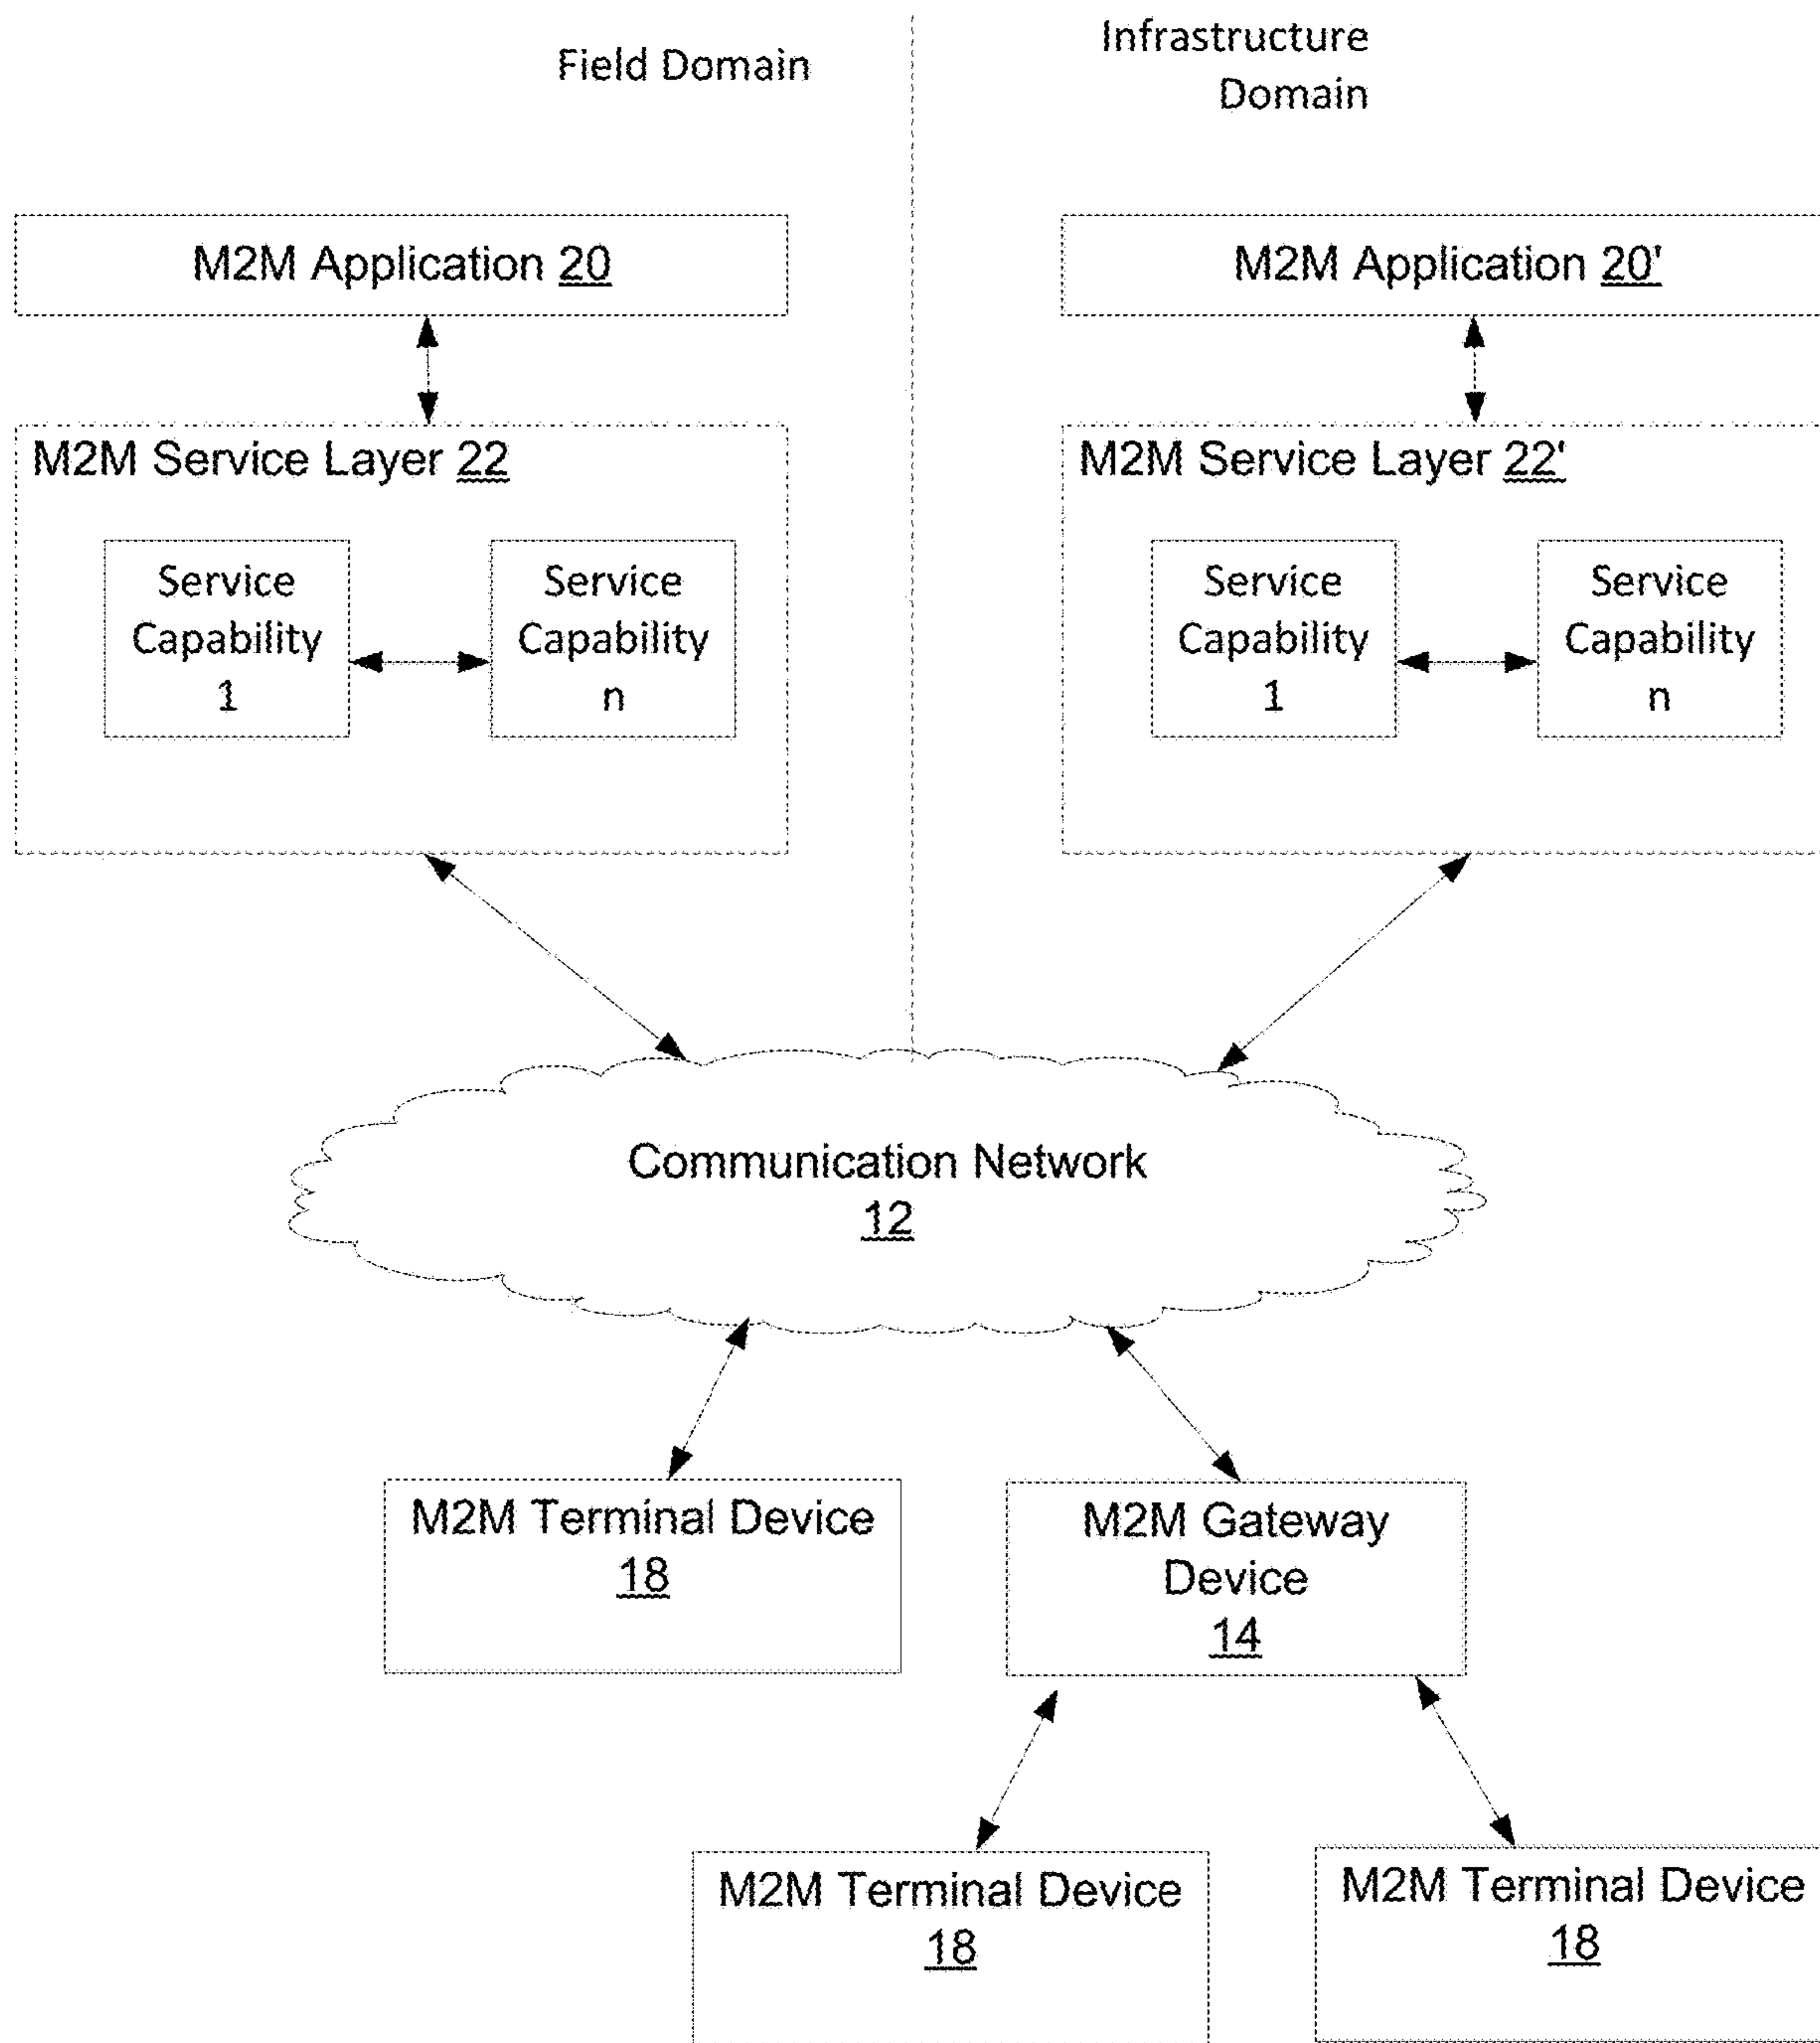 Field Domain
Infrastructure
Domain
M2M Application 20
M2M Application 20'
M2M Service Layer 22
Service
Capability
1
Service
Capability
n
M2M Service Layer 22'
Service
Capability
1
Service
Capability
n
Communication Network
12
M2M Terminal Device
18
M2M Gateway
Device
14
M2M Terminal Device
18
M2M Terminal Device
18